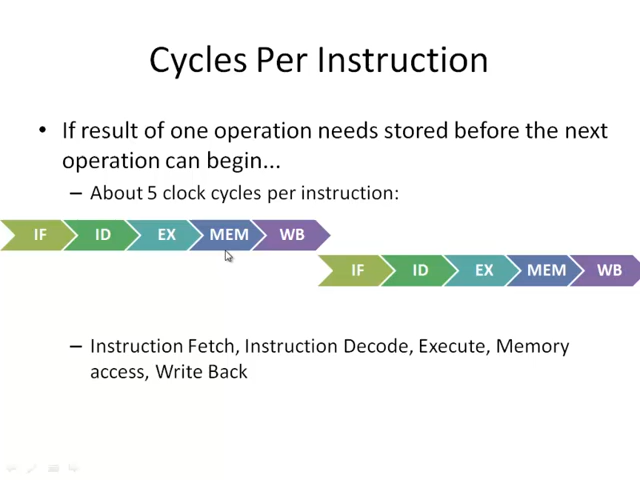 Cycles Per Instruction
• If result of one operation needs stored before the next
operation can begin...
– About 5 clock cycles per instruction:
IF ID EX MEM WB
IF ID EX MEM WB
– Instruction Fetch, Instruction Decode, Execute, Memory
access, Write Back